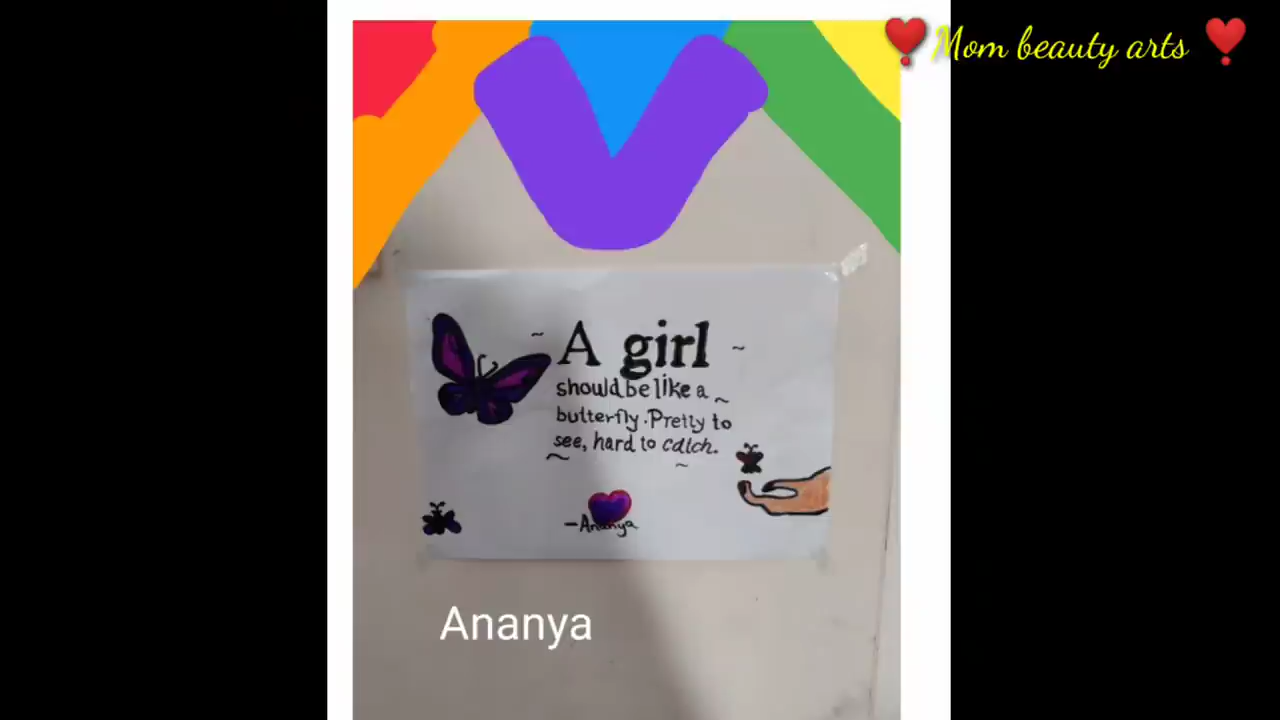 ❣Mom beauty arts ❣
~ A girl ~
should be like a ~
butterfly. Pretty to
see, hard to catch.
~ ~
—Ananya
Ananya